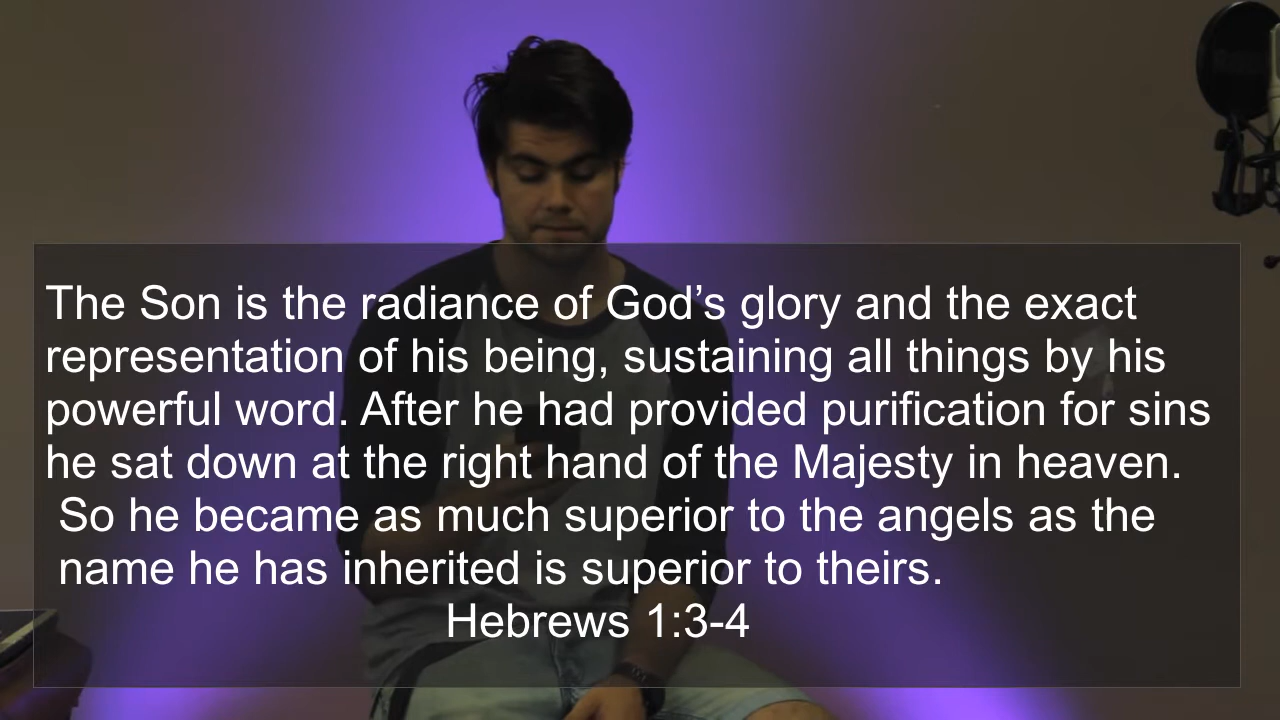 The Son is the radiance of God’s glory and the exact
representation of his being, sustaining all things by his
powerful word. After he had provided purification for sins
he sat down at the right hand of the Majesty in heaven.
So he became as much superior to the angels as the
name he has inherited is superior to theirs.
Hebrews 1:3-4